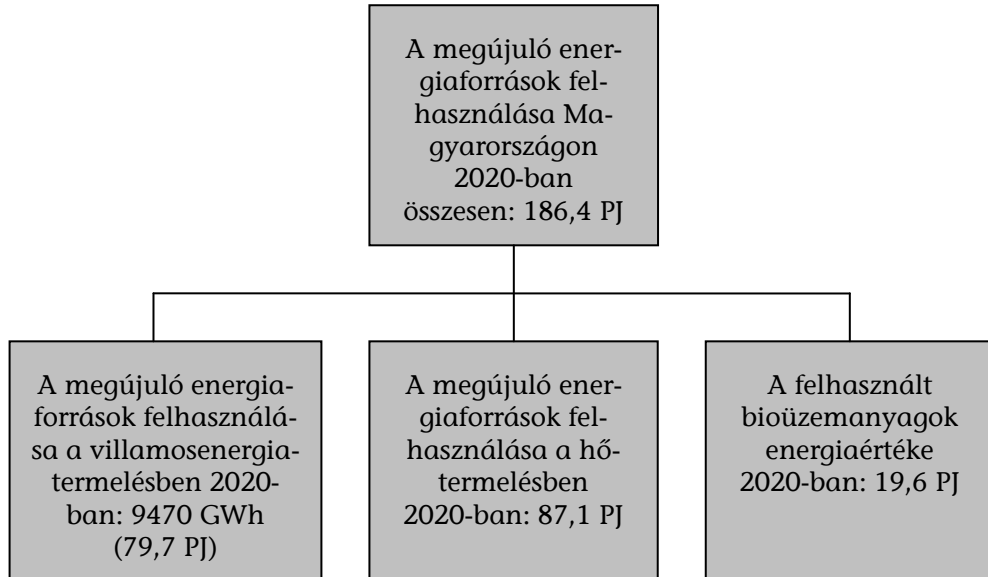 A megújuló ener-
giaforrások fel-
használása Ma-
gyarországon
2020-ban
összesen: 186,4 PJ
A megújuló energia-
források felhasználá-
sa a villamosenergia-
termelésben 2020-
ban: 9470 GWh
(79,7 PJ)
A megújuló ener-
giaforrások fel-
használása a hő-
termelésben
2020-ban: 87,1 PJ
A felhasznált
bioüzemanyagok
energiaértéke
2020-ban: 19,6 PJ